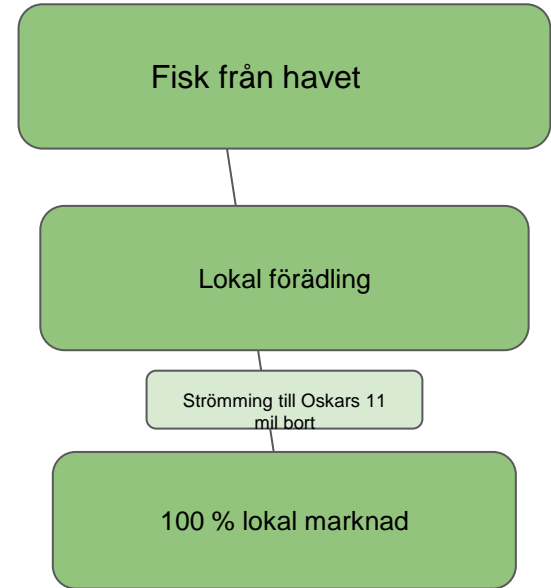 Fisk från havet
Lokal förädling
Strömming till Oskars 11
mil bort
100 % lokal marknad